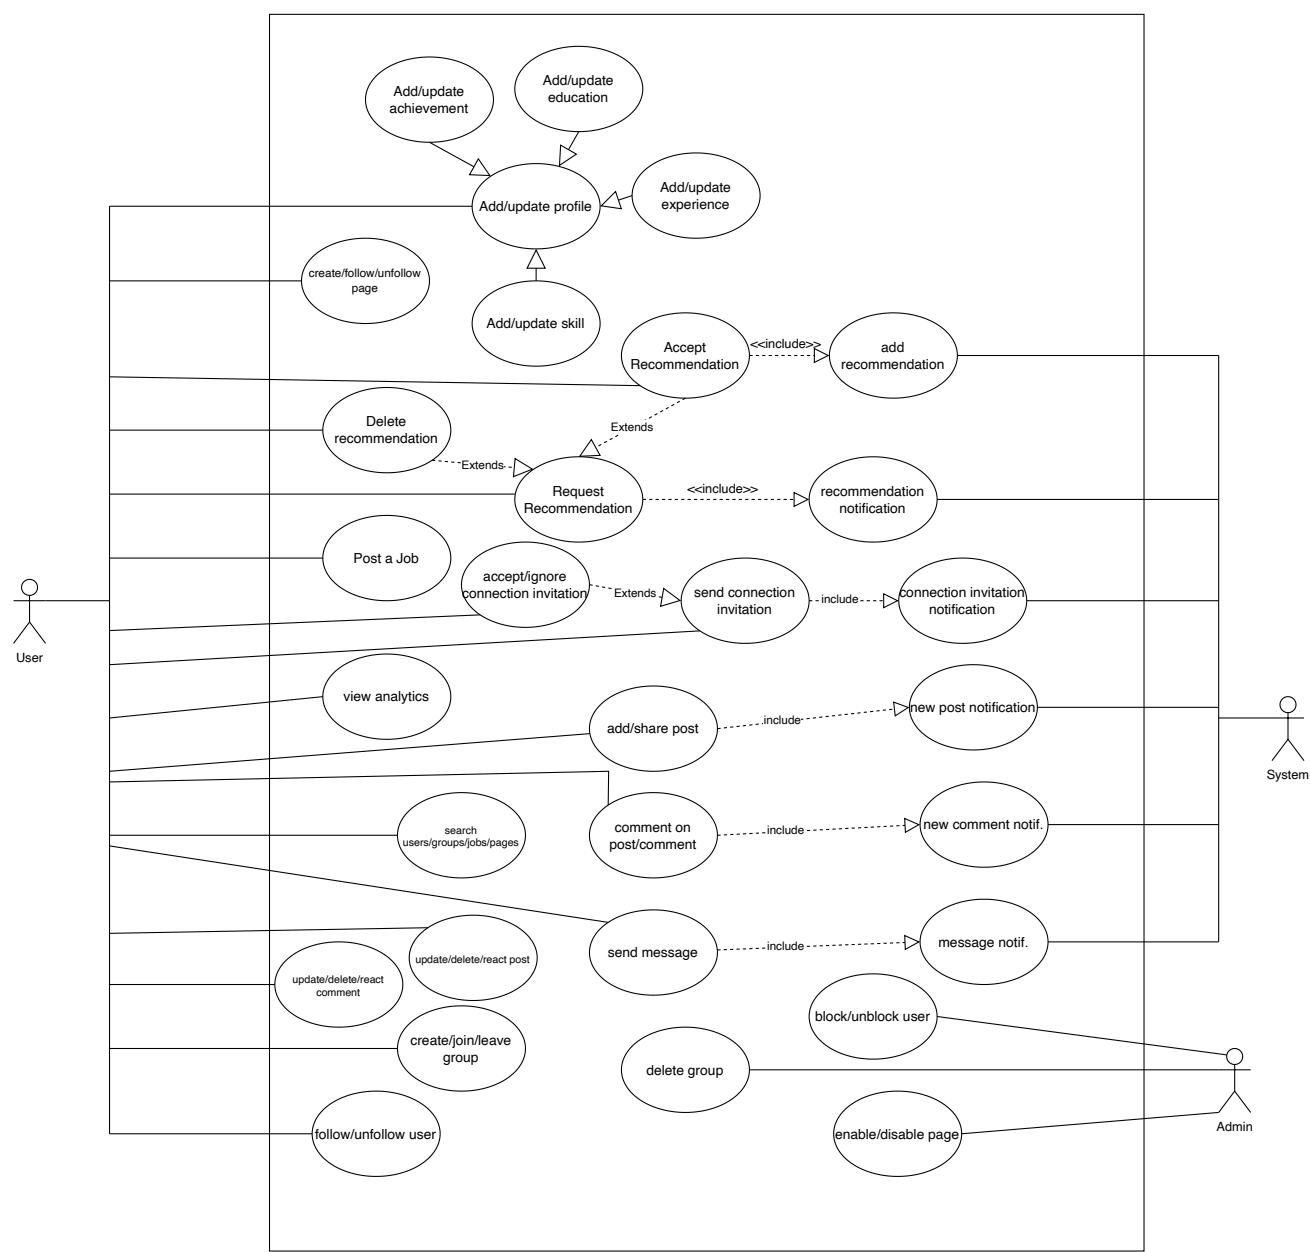 Add/update
achievement
Add/update
education
Add/update
experience
Add/update profile
create/follow/unfollow
page
Add/update skill
Accept
Recommendation
<<include>>
add
recommendation
Delete
recommendation
Extends
Extends
Request
Recommendation
<<include>>
recommendation
notification
Post a Job
accept/ignore
connection invitation
Extends
send connection
invitation
include
connection invitation
notification
User
view analytics
add/share post
include
new post notification
System
search
users/groups/jobs/pages
comment on
post/comment
include
new comment notif.
send message
include
message notif.
update/delete/react post
update/delete/react
comment
create/join/leave
group
block/unblock user
delete group
Admin
follow/unfollow user
enable/disable page